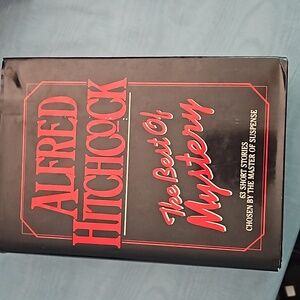 ALFRED
HITCHCOCK
The Best Of
Mystery
63 SHORT STORIES
CHOSEN BY THE MASTER OF SUSPENSE